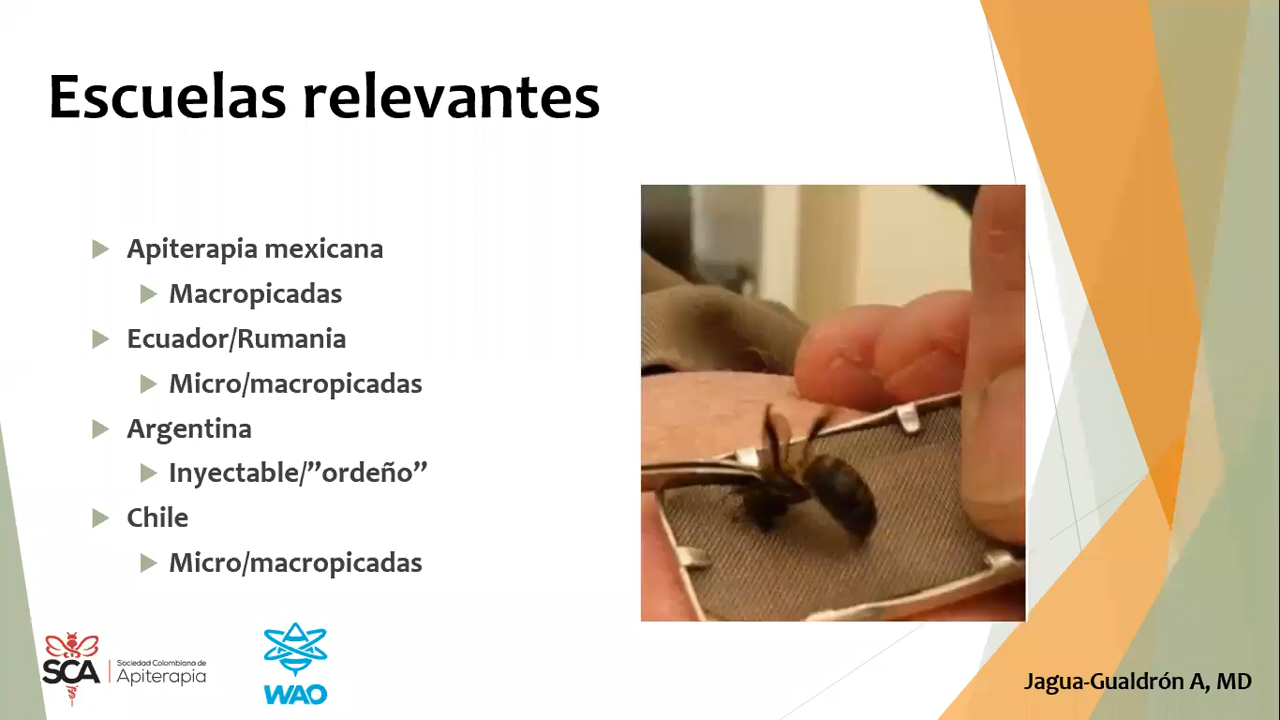 Escuelas relevantes
Apiterapia mexicana
Macropicadas
Ecuador/Rumania
Micro/macropicadas
Argentina
Inyectable/”ordeño”
Chile
Micro/macropicadas
SCA
Sociedad Colombiana de
Apiterapia
WAO
Jagua-Gualdrón A, MD